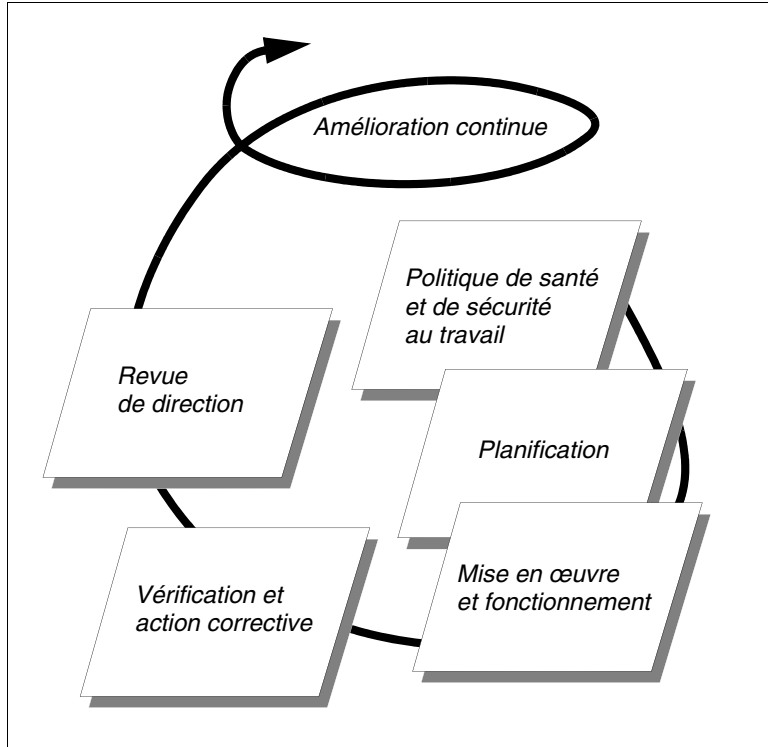 Amélioration continue
Politique de santé
et de sécurité
au travail
Revue
de direction
Planification
Mise en œuvre
et fonctionnement
Vérification et
action corrective